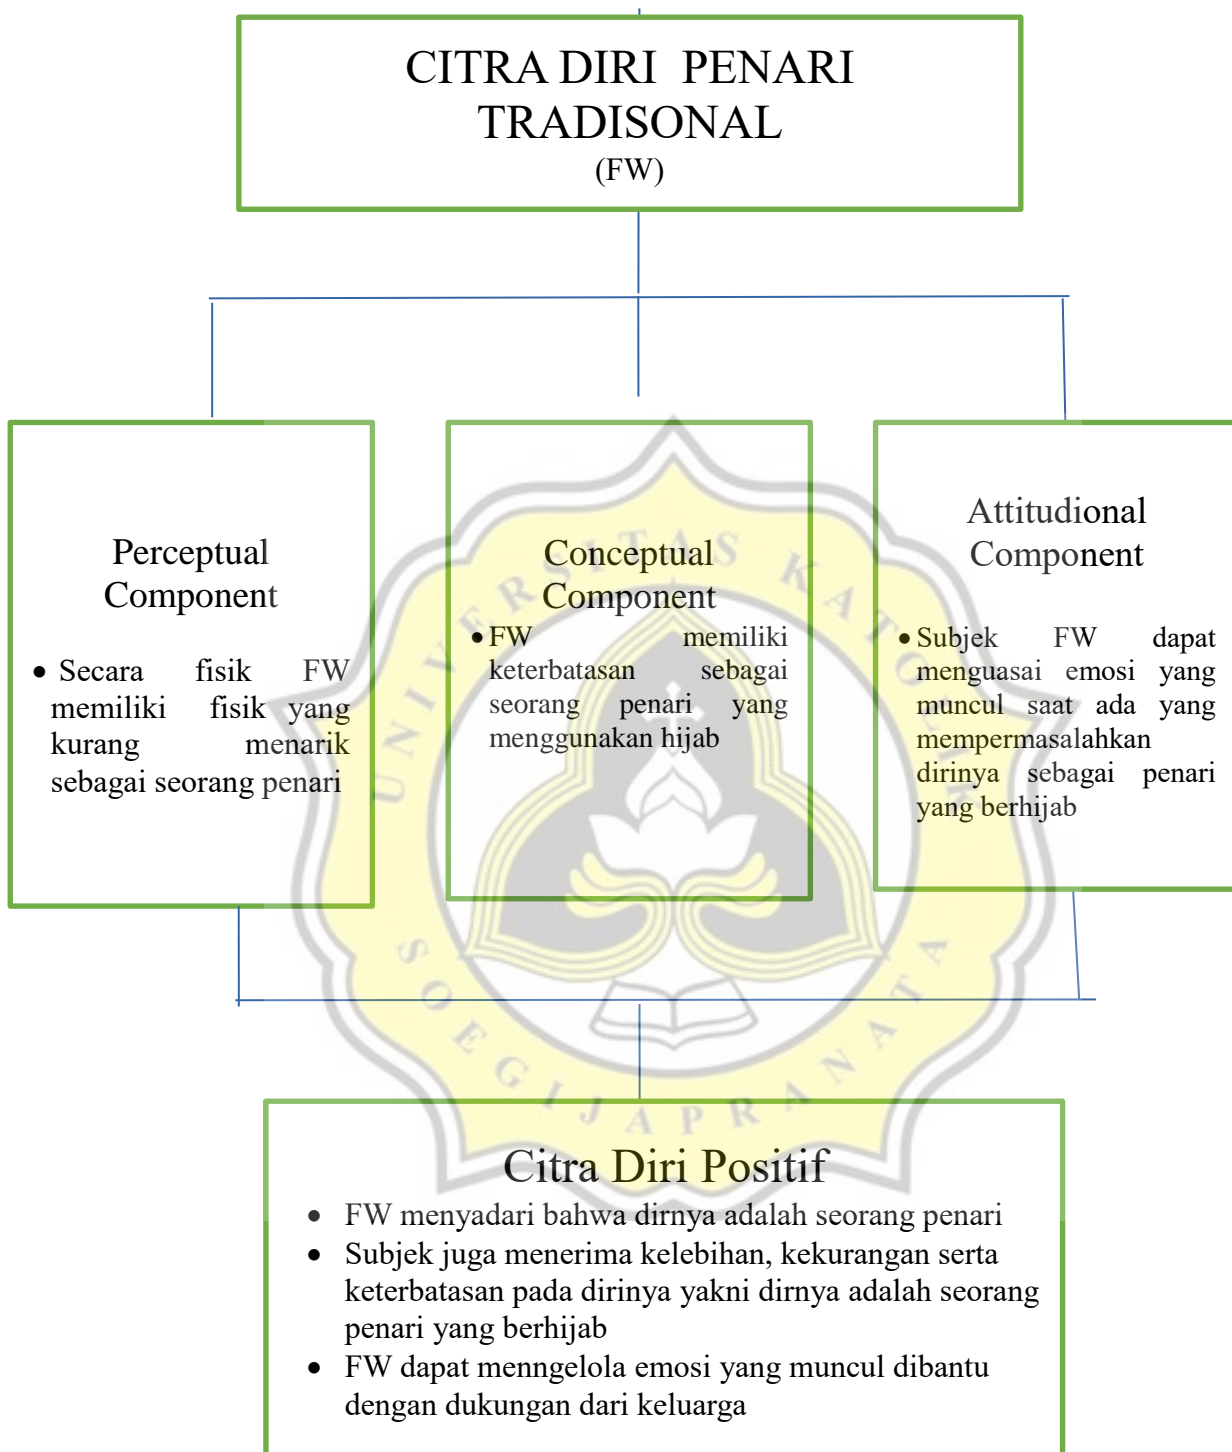 CITRA DIRI PENARI
TRADISONAL
(FW)
Perceptual
Component
• Secara fisik FW
memiliki fisik yang
kurang menarik
sebagai seorang penari
Conceptual
Component
• FW memiliki
keterbatasan sebagai
seorang penari yang
menggunakan hijab
Attitudional
Component
• Subjek FW dapat
menguasai emosi yang
muncul saat ada yang
mempermasalahkan
dirinya sebagai penari
yang berhijab
UNIVERSITAS KATOLIK
SOEGIJAPRANATA
Citra Diri Positif
• FW menyadari bahwa dirnya adalah seorang penari
• Subjek juga menerima kelebihan, kekurangan serta
keterbatasan pada dirinya yakni dirnya adalah seorang
penari yang berhijab
• FW dapat menngelola emosi yang muncul dibantu
dengan dukungan dari keluarga